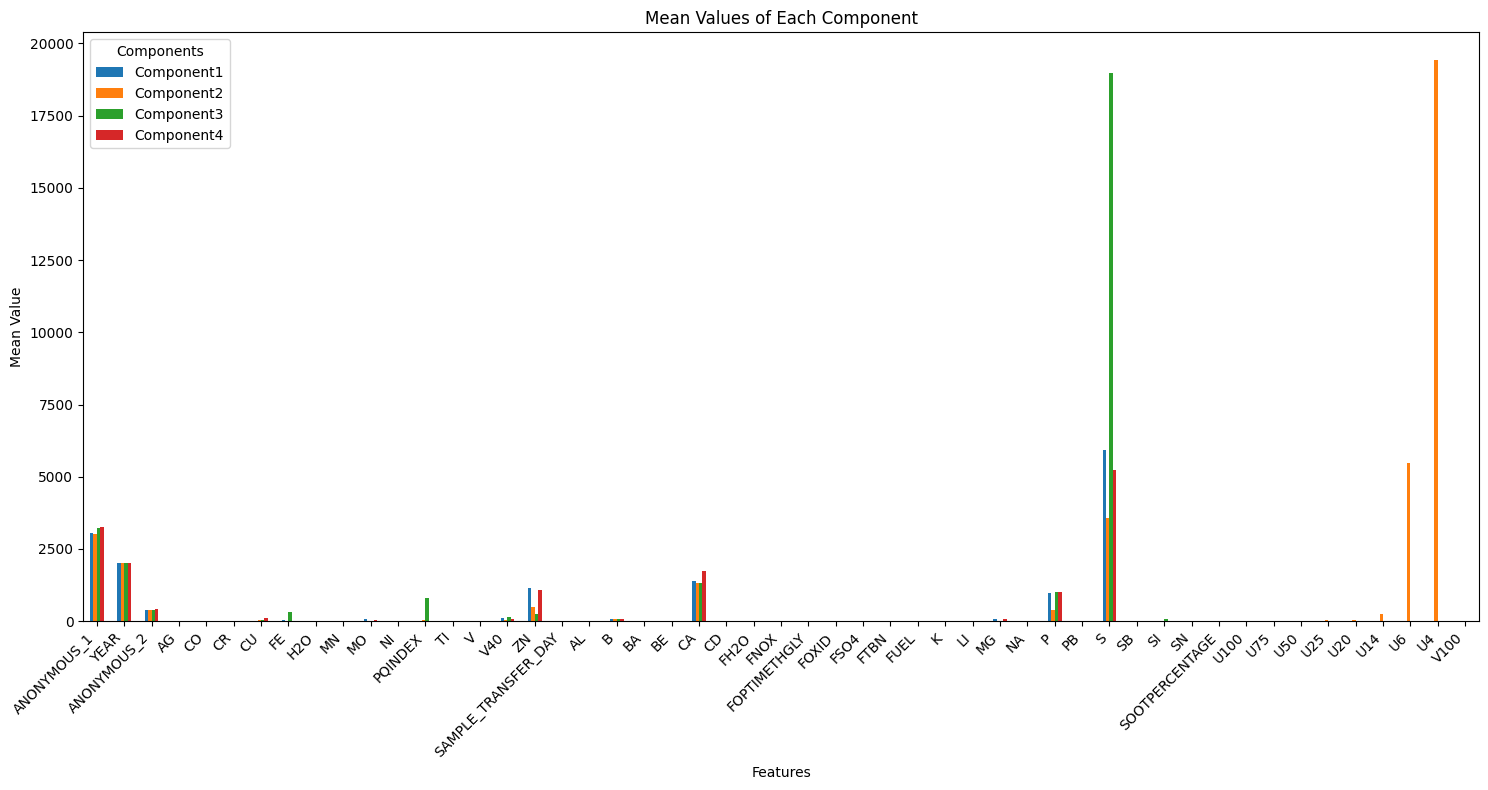 Mean Values of Each Component
Components
Component1
Component2
Component3
Component4
Mean Value
20000
17500
15000
12500
10000
7500
5000
2500
0
ANONYMOUS_1
YEAR
ANONYMOUS_2
AG
CO
CR
CU
FE
H2O
MN
MO
NI
PQINDEX
TI
V
V40
ZN
SAMPLE_TRANSFER_DAY
AL
B
BA
BE
CA
CD
FH2O
FNOX
FOPTIMETHGLY
FOXID
FSO4
FTBN
FUEL
K
LI
MG
NA
P
PB
S
SB
SI
SN
SOOTPERCENTAGE
U100
U75
U50
U25
U20
U14
U6
U4
V100
Features